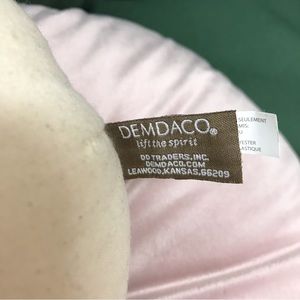 DEMDACO®
lift the spirit
DD TRADERS, INC.
DEMDACO.COM
LEAWOOD, KANSAS, 66209
SEULEMENT